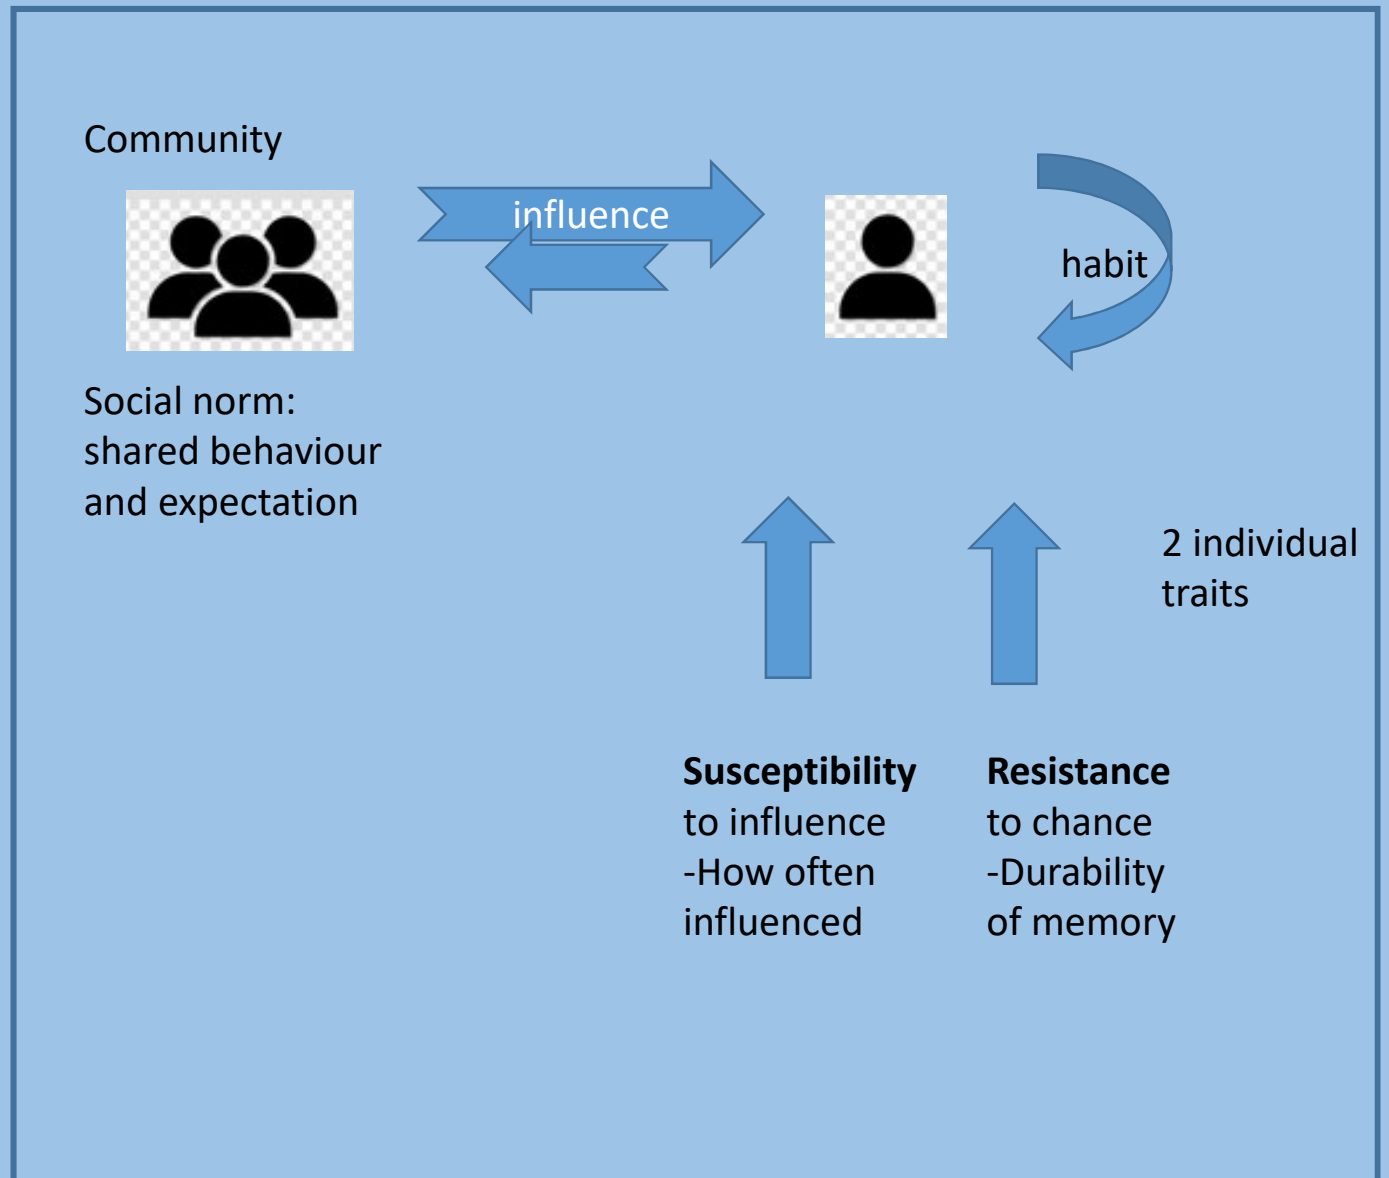 Community
influence
habit
Social norm:
shared behaviour
and expectation
2 individual
traits
Susceptibility
to influence
-How often
influenced
Resistance
to chance
-Durability
of memory